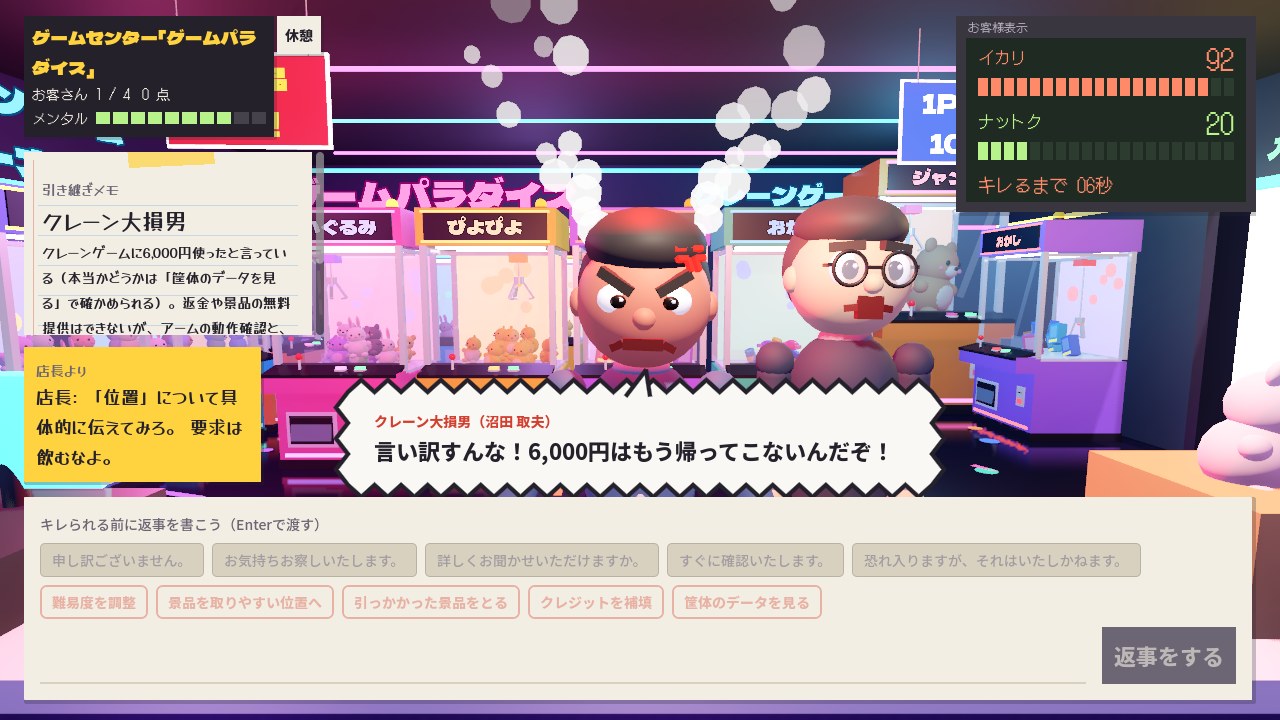 ゲームセンター「ゲームパラ
ダイス」
休憩
お客さん 1/4 0点
メンタル
引き継ぎメモ
クレーン大損男
クレーンゲームに6,000円使ったと言ってい
る（本当かどうかは「筐体のデータを見
る」で確かめられる）。返金や景品の無料
提供はできないが、アームの動作確認と、
店長より
店長: 「位置」について具
体的に伝えてみろ。 要求は
飲むなよ。
お客様表示
イカリ 92
ナットク 20
キレるまで 06秒
1P
10
ームパラダイス
ーンゲー
ジャン
ぐるみ
ぴよぴよ
おか
おかし
クレーン大損男（沼田 取夫）
言い訳すんな！6,000円はもう帰ってこないんだぞ！
キレられる前に返事を書こう（Enterで渡す）
申し訳ございません。
お気持ちお察しいたします。
詳しくお聞かせいただけますか。
すぐに確認いたします。
恐れ入りますが、それはいたしかねます。
難易度を調整
景品を取りやすい位置へ
引っかかった景品をとる
クレジットを補填
筐体のデータを見る
返事をする